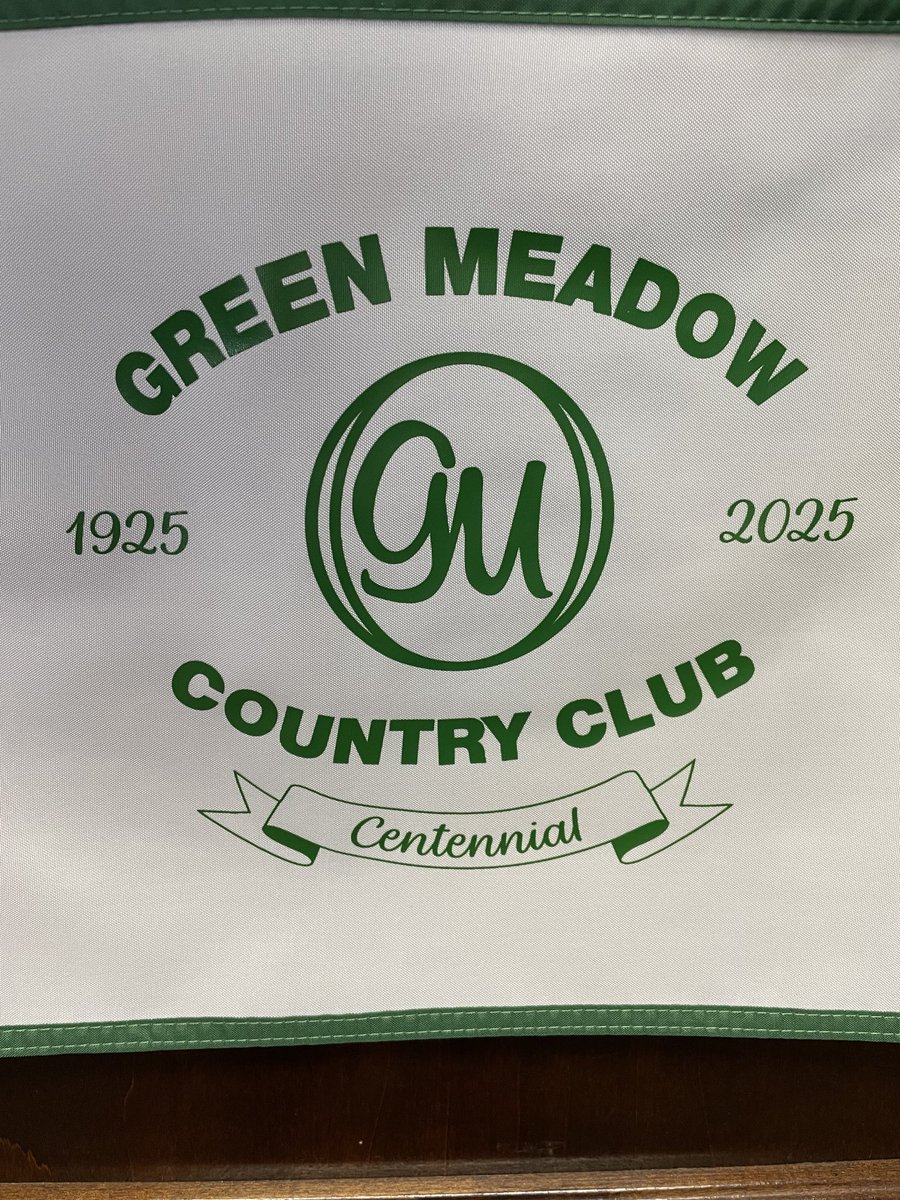 GREEN MEADOW
GM
1925
2025
COUNTRY CLUB
Centennial